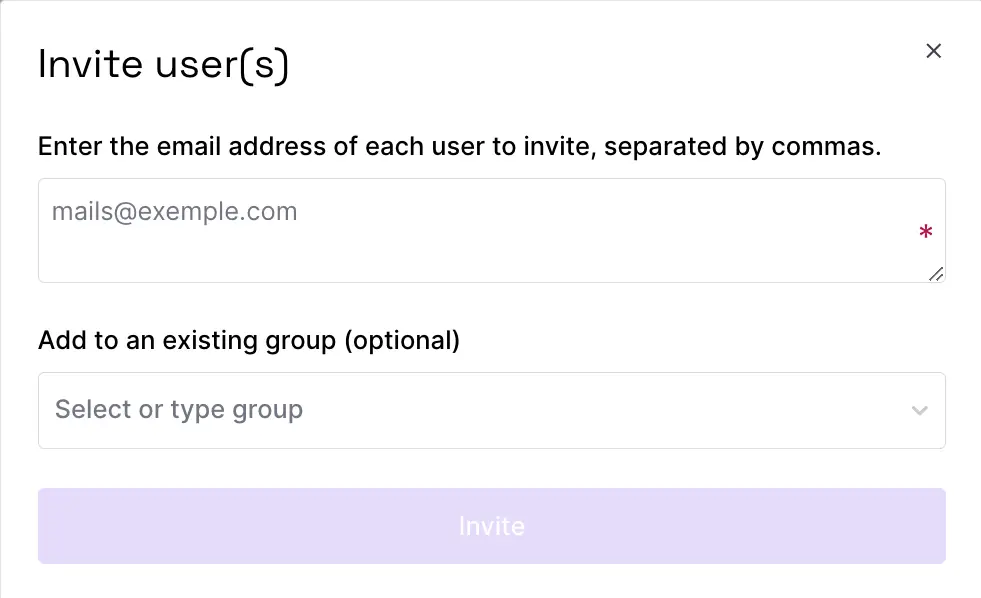 Invite user(s)
Enter the email address of each user to invite, separated by commas.
mails@exemple.com
*
Add to an existing group (optional)
Select or type group
Invite